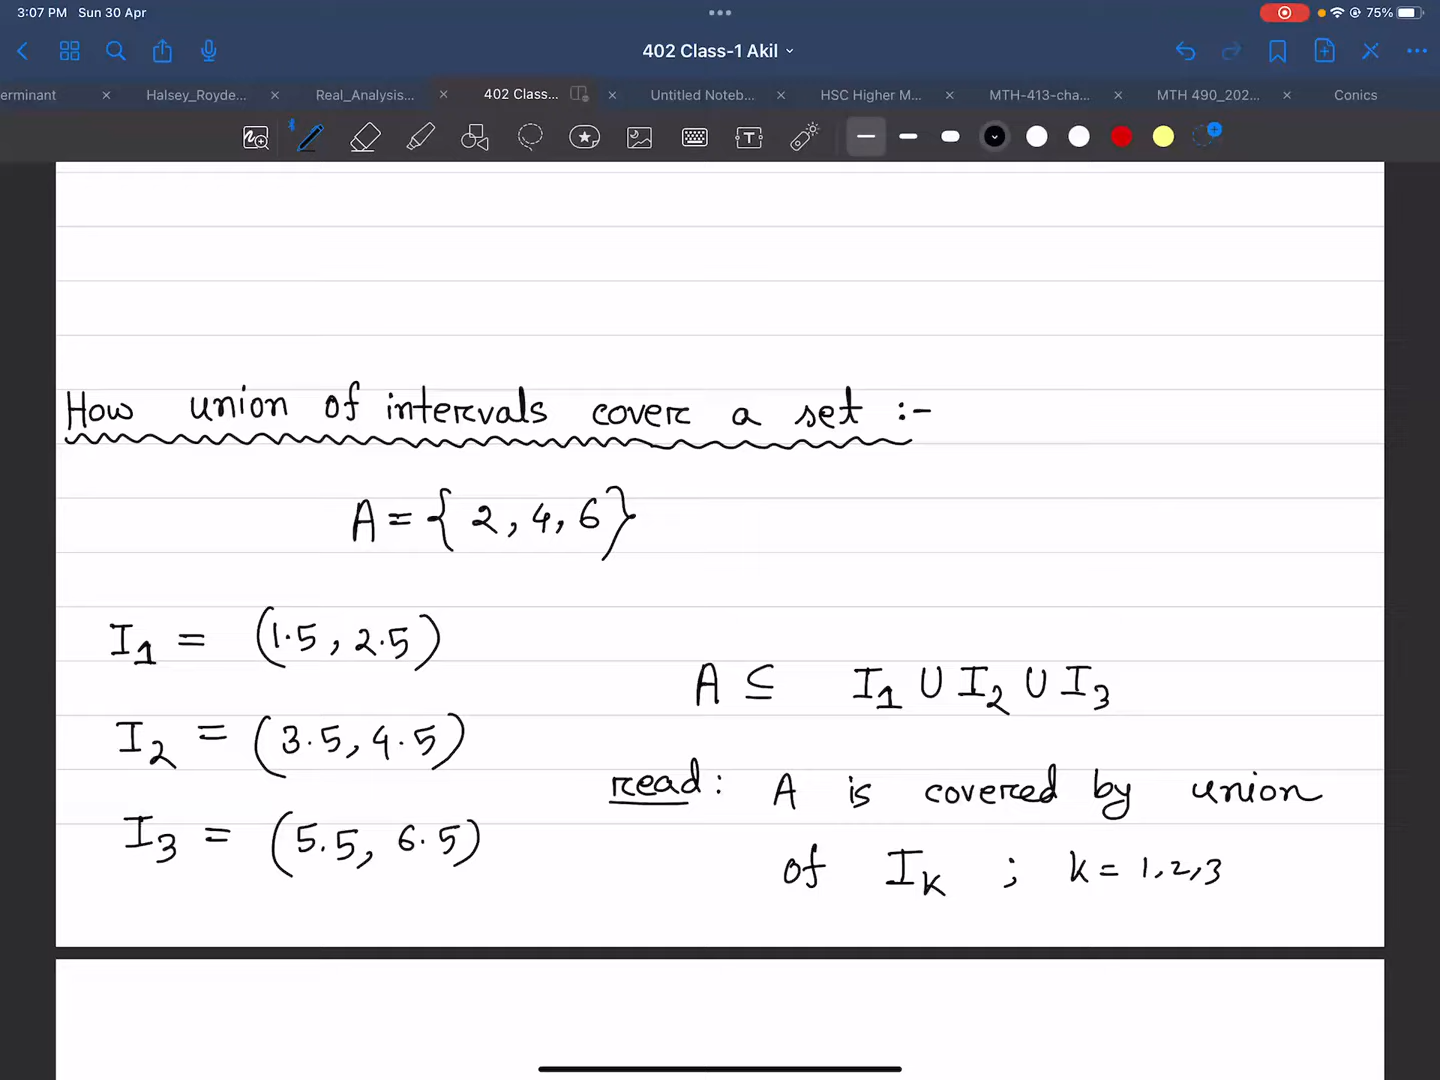 3:07 PM Sun 30 Apr
75%
402 Class-1 Akil
erminant
Halsey_Royde...
Real_Analysis...
402 Class...
Untitled Noteb...
HSC Higher M...
MTH-413-cha...
MTH 490_202...
Conics
How union of intervals cover a set :-
A = { 2, 4, 6}
I1 = (1.5, 2.5)
I2 = (3.5, 4.5)
I3 = (5.5, 6.5)
A ⊆ I1 ∪ I2 ∪ I3
read: A is covered by union
of Ik ; k = 1,2,3